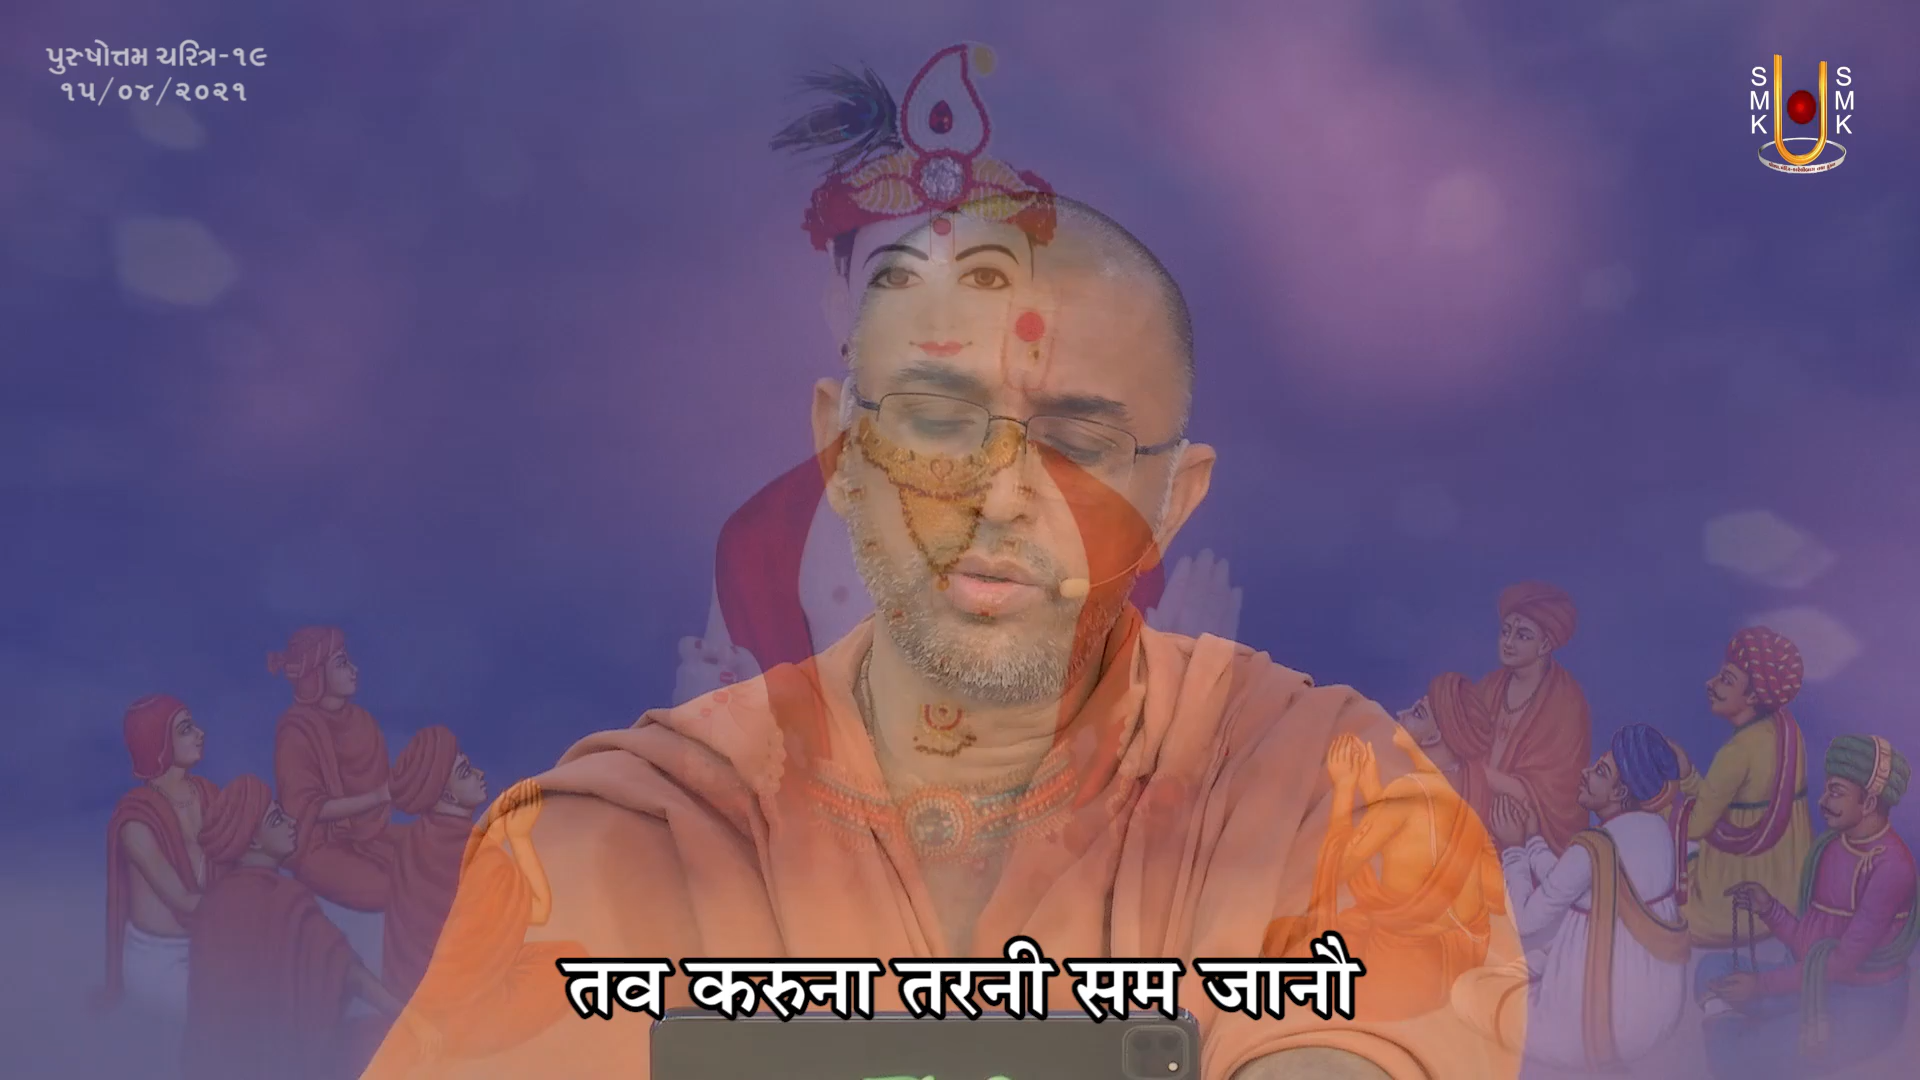 પુરુષોત્તમ ચરિત્ર-૧૯
૧૫/૦૪/૨૦૨૧
S M K
S M K
तव करुना तरनी सम जानौ